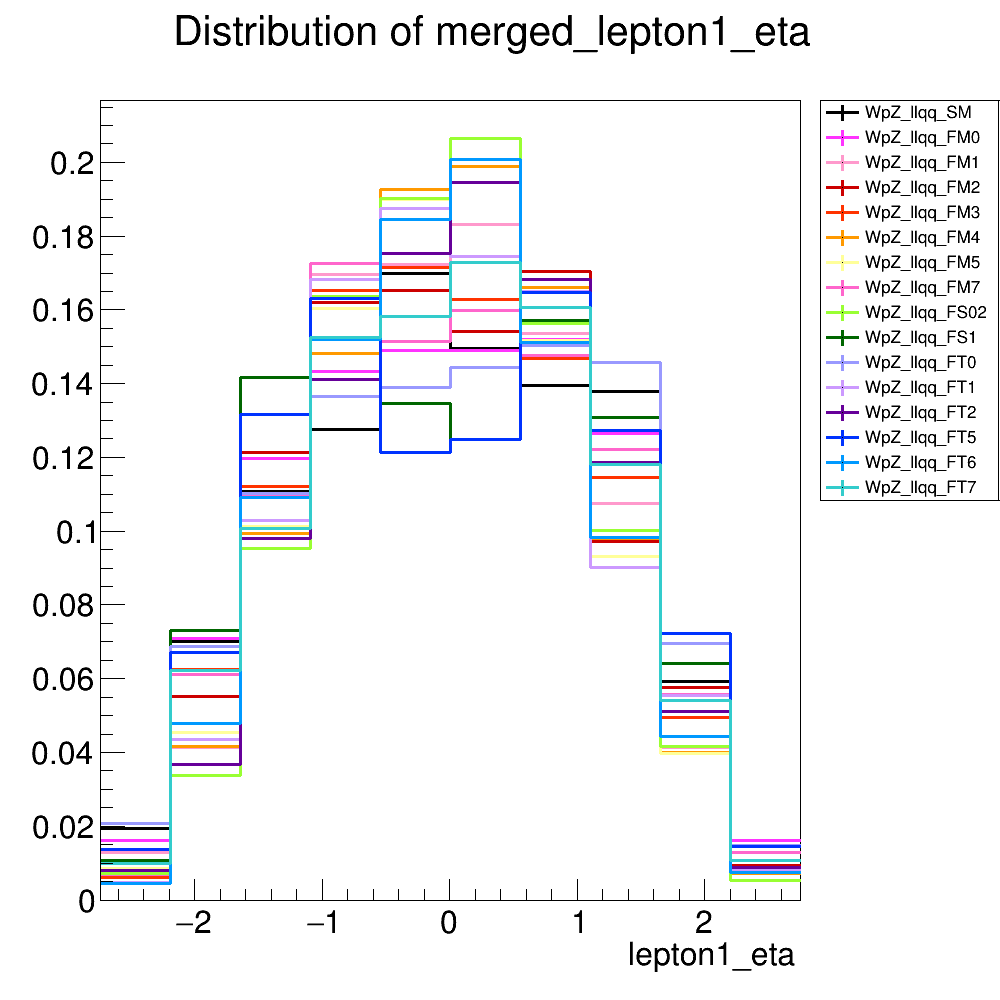 Distribution of merged_lepton1_eta
0.2
0.18
0.16
0.14
0.12
0.1
0.08
0.06
0.04
0.02
0
−2
−1
0
1
2
lepton1_eta
WpZ_llqq_SM
WpZ_llqq_FM0
WpZ_llqq_FM1
WpZ_llqq_FM2
WpZ_llqq_FM3
WpZ_llqq_FM4
WpZ_llqq_FM5
WpZ_llqq_FM7
WpZ_llqq_FS02
WpZ_llqq_FS1
WpZ_llqq_FT0
WpZ_llqq_FT1
WpZ_llqq_FT2
WpZ_llqq_FT5
WpZ_llqq_FT6
WpZ_llqq_FT7